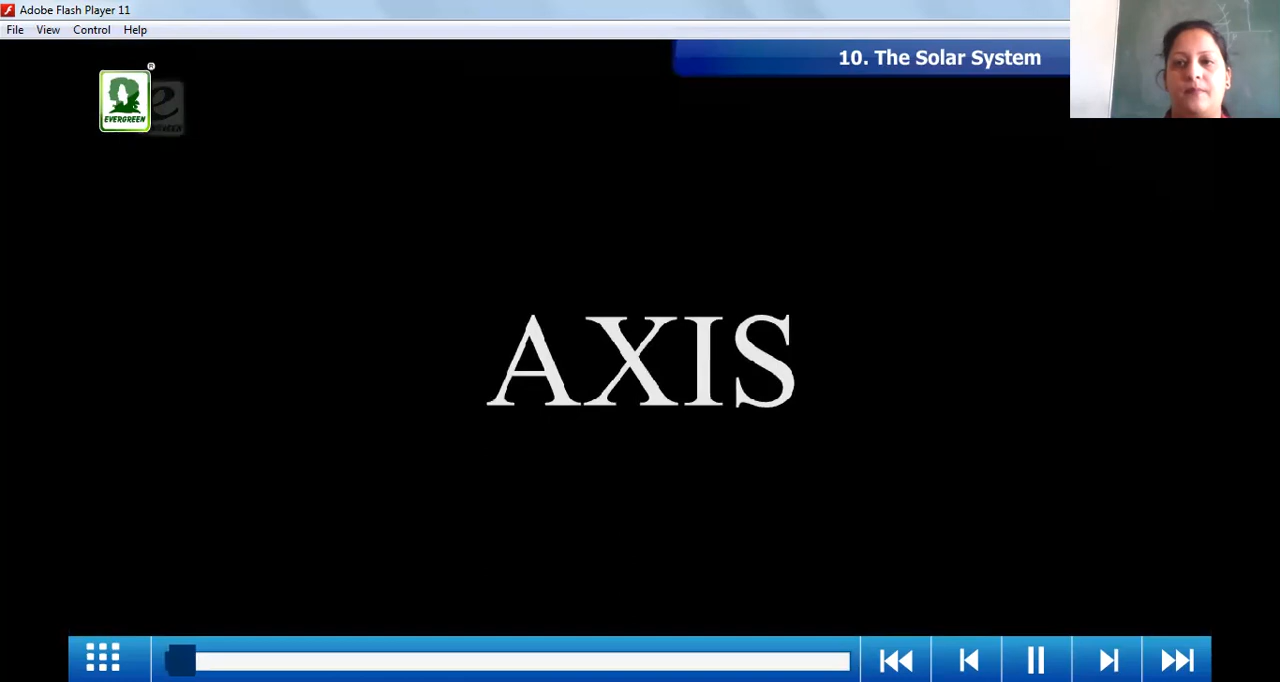 Adobe Flash Player 11
File View Control Help
10. The Solar System
®
EVERGREEN
e
AXIS